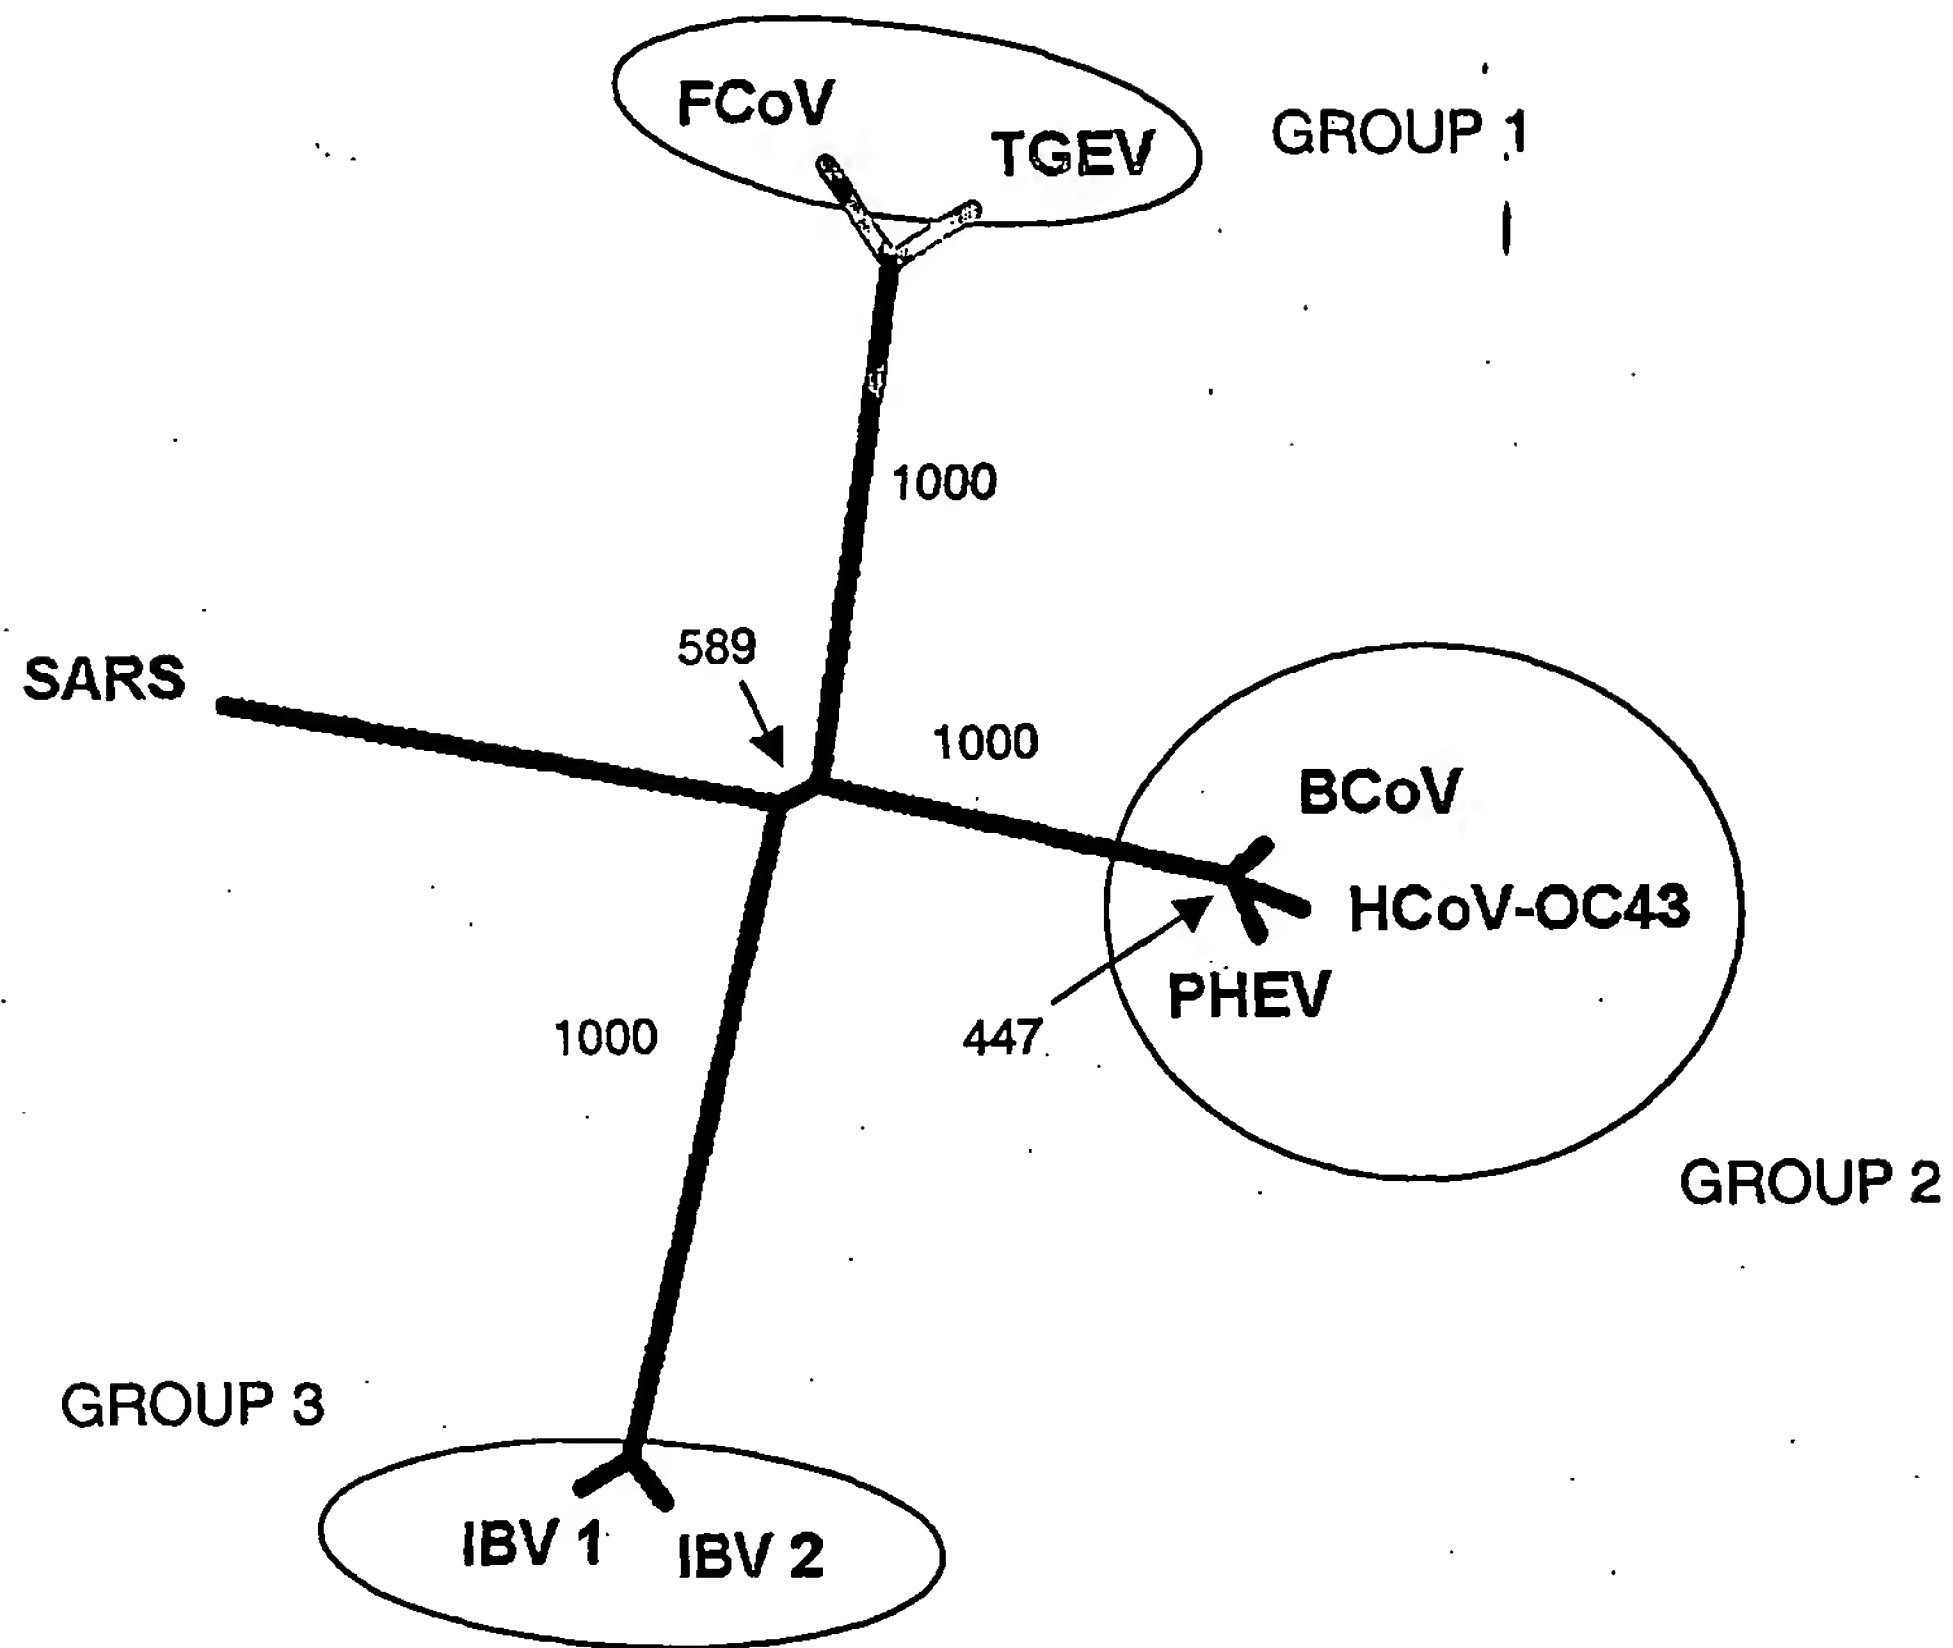 FCoV
TGEV
GROUP 1
1000
589
SARS
1000
BCoV
HCoV-OC43
PHEV
447
1000
GROUP 2
GROUP 3
IBV 1
IBV 2